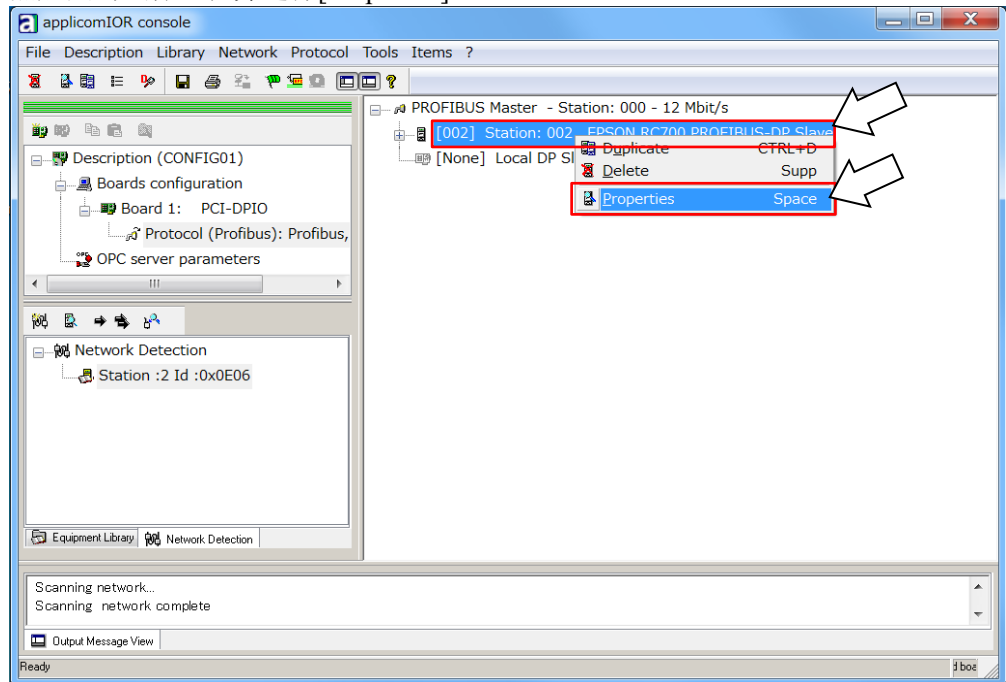 applicomIOR console
File Description Library Network Protocol Tools Items ?
PROFIBUS Master - Station: 000 - 12 Mbit/s
[002] Station: 002 EPSON RC700 PROFIBUS-DP Slave
[None] Local DP Sl
Duplicate CTRL+D
Delete Supp
Properties Space
Description (CONFIG01)
Boards configuration
Board 1: PCI-DPIO
Protocol (Profibus): Profibus,
OPC server parameters
Network Detection
Station :2 Id :0x0E06
Equipment Library Network Detection
Scanning network...
Scanning network complete
Output Message View
Ready